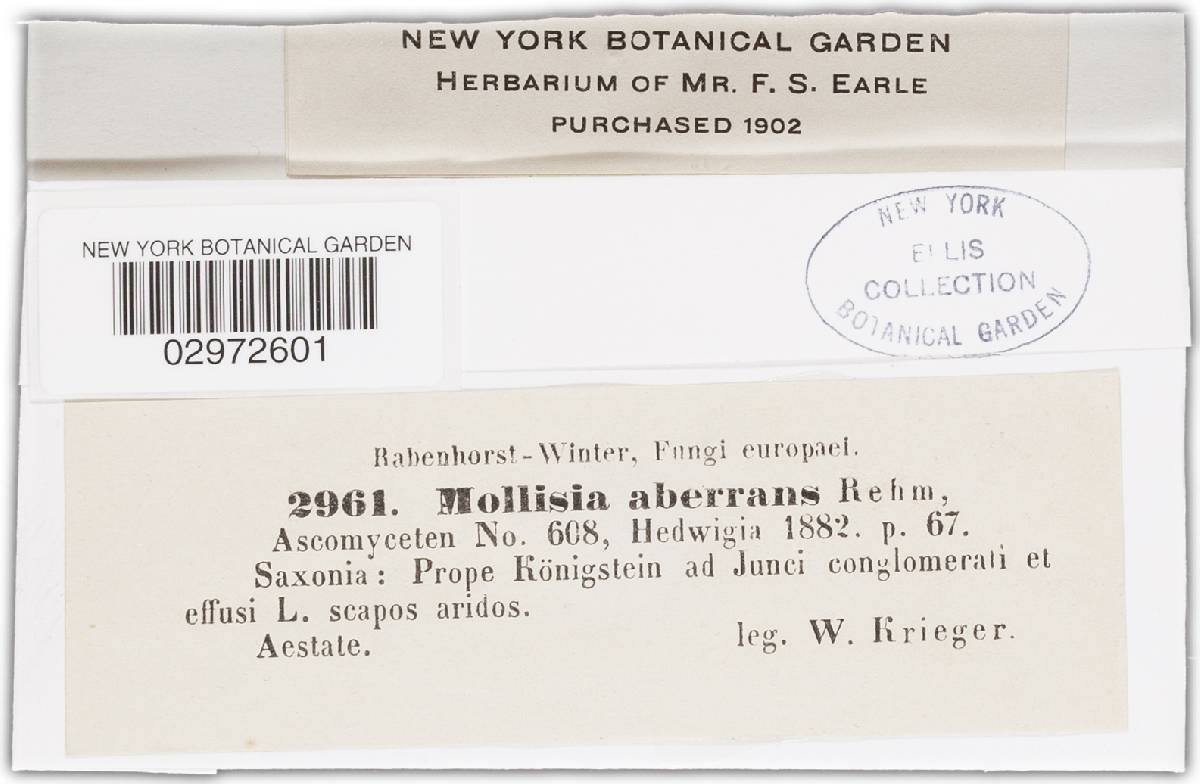 NEW YORK BOTANICAL GARDEN
HERBARIUM OF MR. F. S. EARLE
PURCHASED 1902
NEW YORK
ELLIS
COLLECTION
BOTANICAL GARDEN
NEW YORK BOTANICAL GARDEN
02972601
Rabenhorst-Winter, Fungi europaei.
2961. Mollisia aberrans Rehm,
Ascomyceten No. 608, Hedwigia 1882. p. 67.
Saxonia: Prope Königstein ad Junci conglomerati et
effusi L. scapos aridos.
Aestate. leg. W. Krieger.